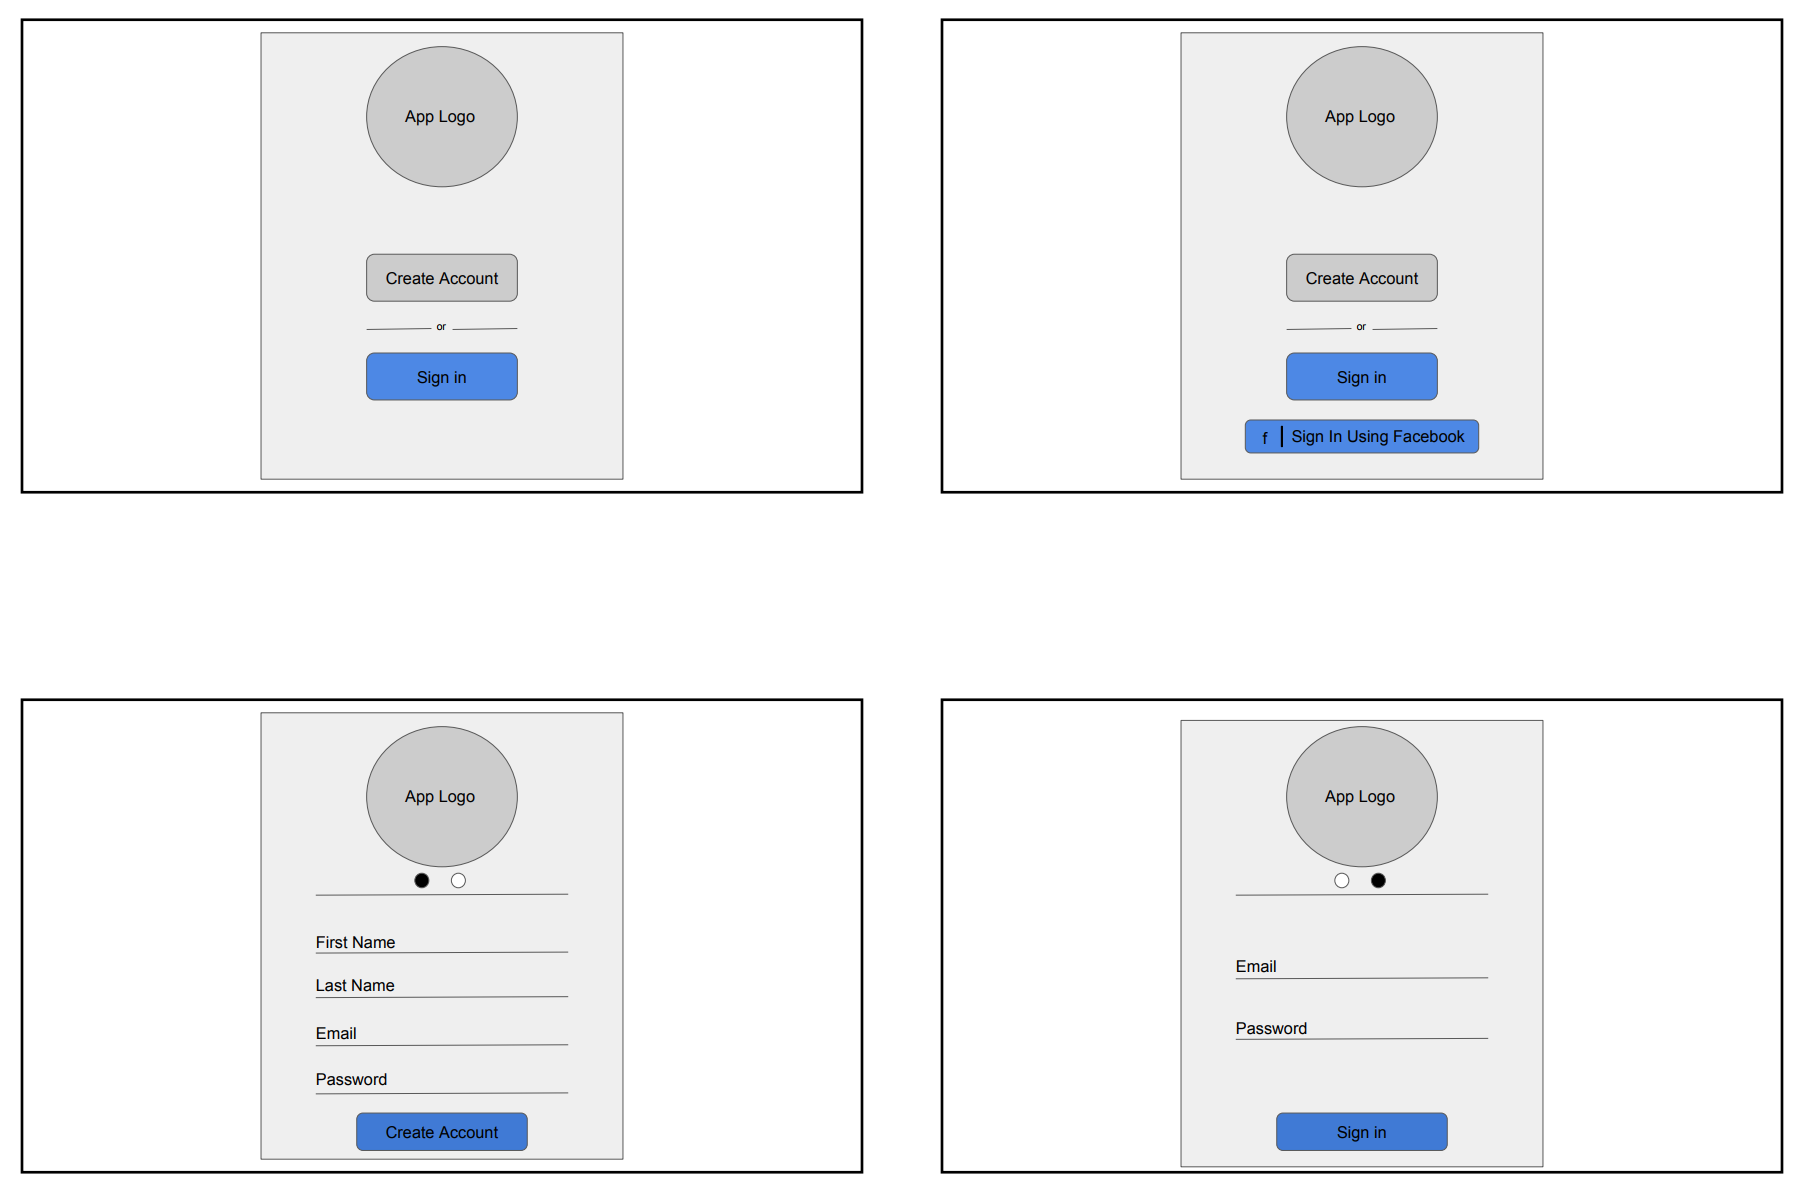 App Logo
Create Account
or
Sign in
App Logo
Create Account
or
Sign in
f Sign In Using Facebook
App Logo
First Name
Last Name
Email
Password
Create Account
App Logo
Email
Password
Sign in